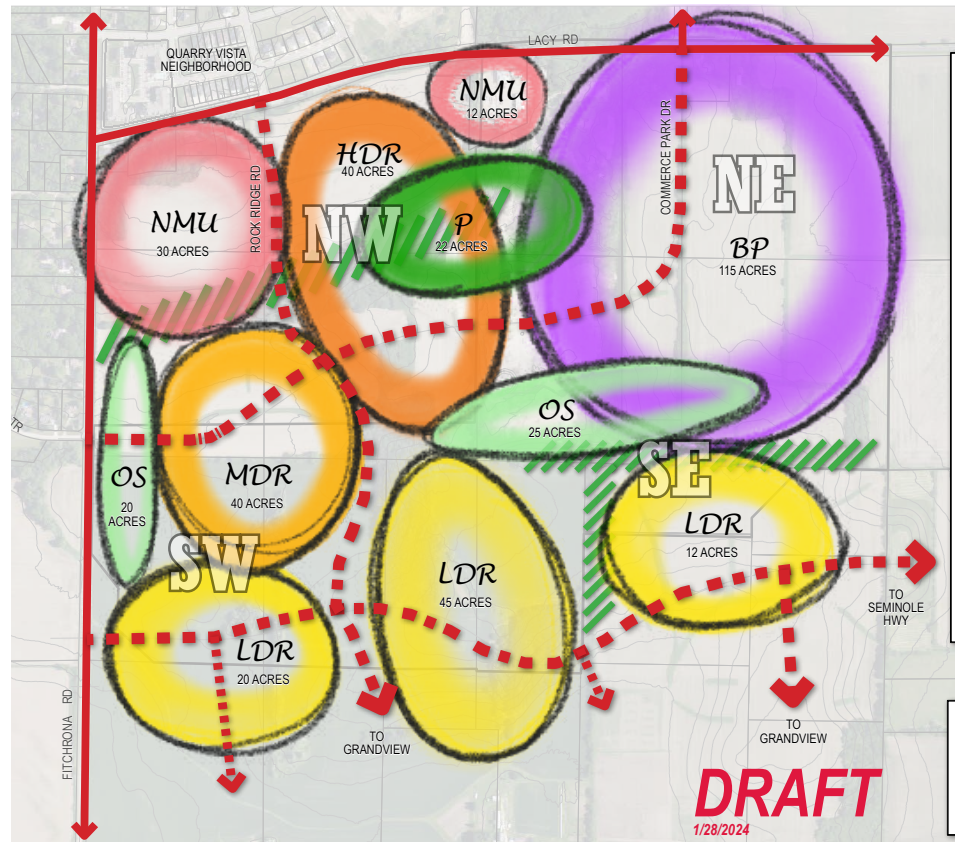 QUARRY VISTA
NEIGHBORHOOD
LACY RD
NMU
12 ACRES
COMMERCE PARK DR
NE
HDR
40 ACRES
ROCK RIDGE RD
NMU
30 ACRES
NW
P
22 ACRES
BP
115 ACRES
OS
25 ACRES
TR
OS
20
ACRES
MDR
40 ACRES
SE
LDR
12 ACRES
SW
LDR
45 ACRES
TO
SEMINOLE
HWY
LDR
20 ACRES
FITCHRONA RD
TO
GRANDVIEW
TO
GRANDVIEW
DRAFT
1/28/2024